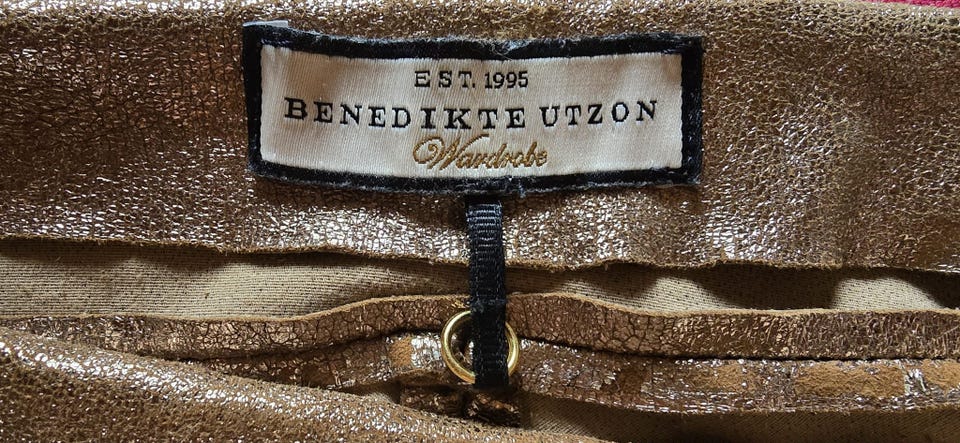 EST. 1995
BENEDIKTE UTZON
Wardrobe